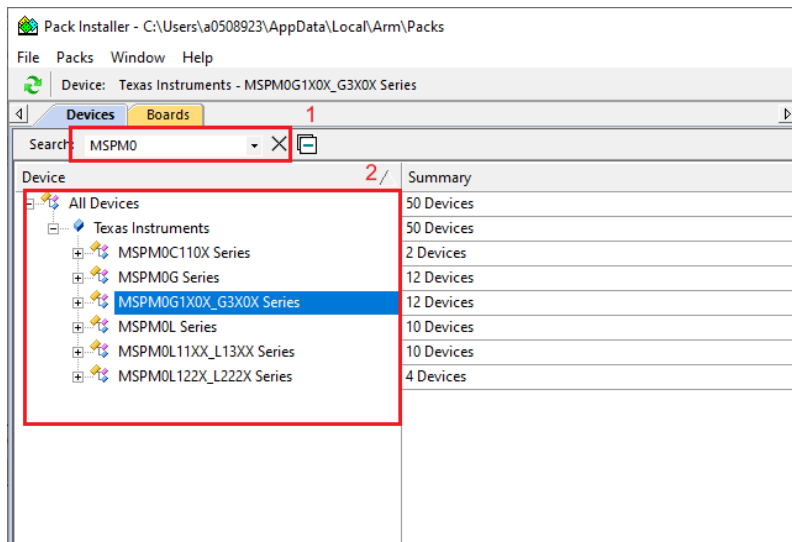 Pack Installer - C:\Users\a0508923\AppData\Local\Arm\Packs
File Packs Window Help
Device: Texas Instruments - MSPM0G1X0X_G3X0X Series
Devices Boards 1
Search: MSPM0
Device 2 Summary
All Devices 50 Devices
Texas Instruments 50 Devices
MSPM0C110X Series 2 Devices
MSPM0G Series 12 Devices
MSPM0G1X0X_G3X0X Series 12 Devices
MSPM0L Series 10 Devices
MSPM0L11XX_L13XX Series 10 Devices
MSPM0L122X_L222X Series 4 Devices